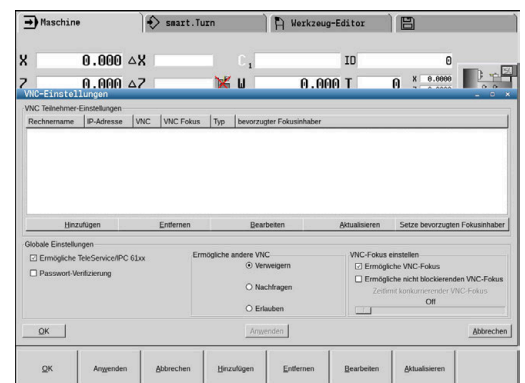 Maschine smart.Turn Werkzeug-Editor
X 0.000 ΔX C 1 ID 0
Z 0.000 ΔZ W 0.000 T 0 X 0.0000
VNC-Einstellungen
VNC Teilnehmer-Einstellungen
Rechnername IP-Adresse VNC VNC Fokus Typ bevorzugter Fokusinhaber
Hinzufügen Entfernen Bearbeiten Aktualisieren Setze bevorzugten Fokusinhaber
Globale Einstellungen
Ermögliche TeleService/IPC 61xx
Passwort-Verifizierung
Ermögliche andere VNC
Verweigern
Nachfragen
Erlauben
VNC-Fokus einstellen
Ermögliche VNC-Fokus
Ermögliche nicht blockierenden VNC-Fokus
Zeitlimit konkurrierender VNC-Fokus
Off
OK Anwenden Abbrechen
OK Anwenden Abbrechen Hinzufügen Entfernen Bearbeiten Aktualisieren